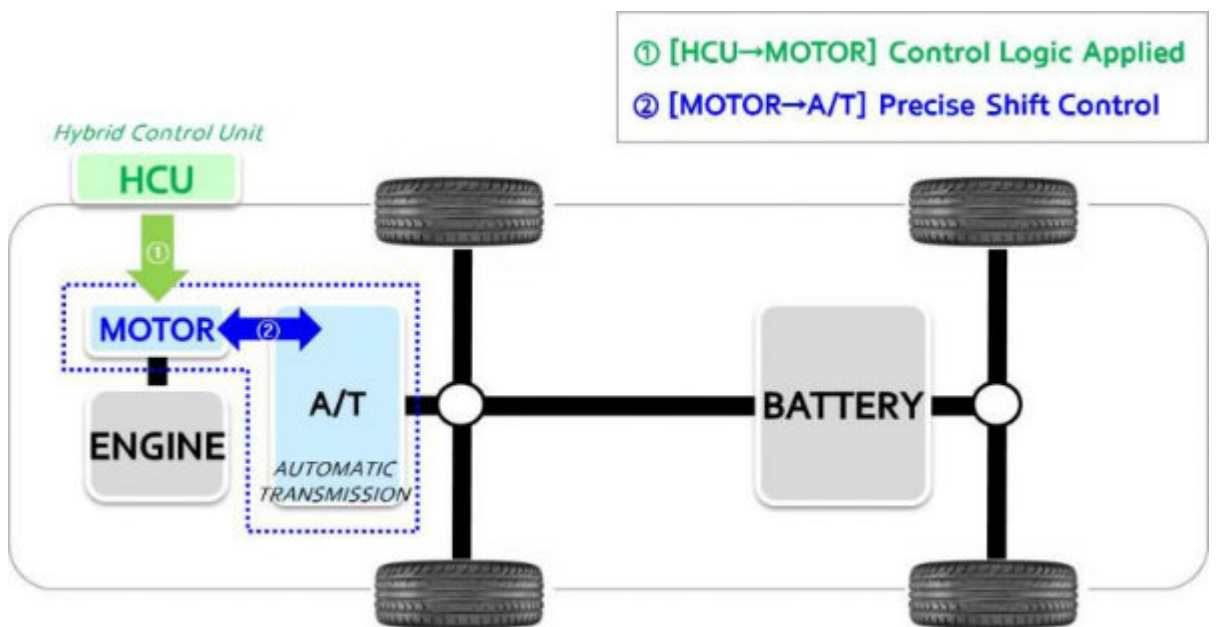 ① [HCU→MOTOR] Control Logic Applied
② [MOTOR→A/T] Precise Shift Control
Hybrid Control Unit
HCU
①
MOTOR
②
ENGINE
A/T
AUTOMATIC
TRANSMISSION
BATTERY